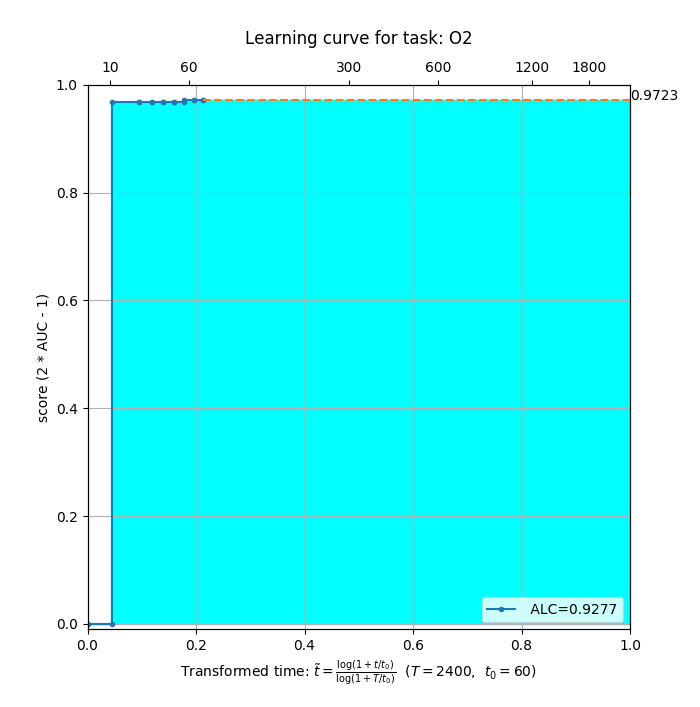 Learning curve for task: O2
10 60 300 600 1200 1800
1.0
0.9723
0.8
0.6
0.4
0.2
0.0
score (2 * AUC - 1)
ALC=0.9277
0.0 0.2 0.4 0.6 0.8 1.0
Transformed time: t̃ = log(1 + t/t₀) / log(1 + T/t₀) (T = 2400, t₀ = 60)